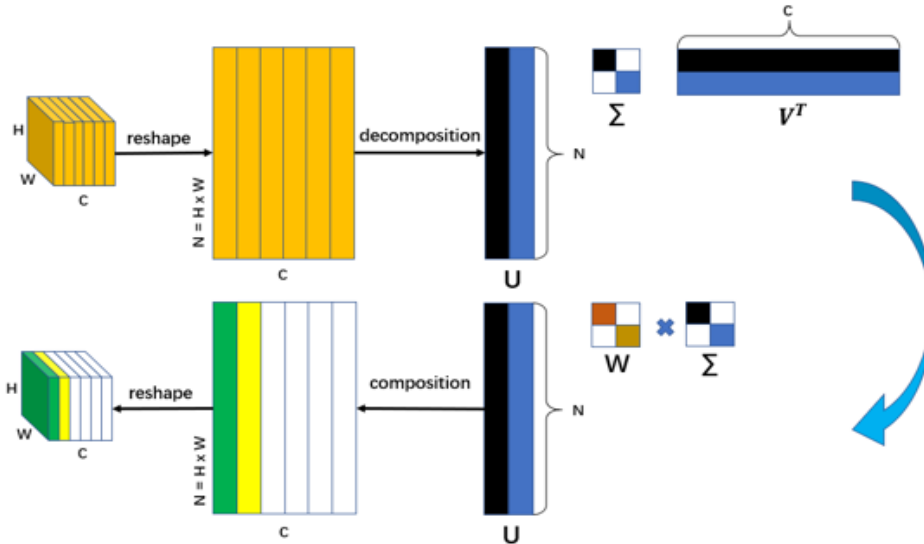 C
H
W
C
reshape
N = H x W
C
decomposition
U
N
Σ
V^T
H
W
C
reshape
N = H x W
C
composition
U
N
W
×
Σ